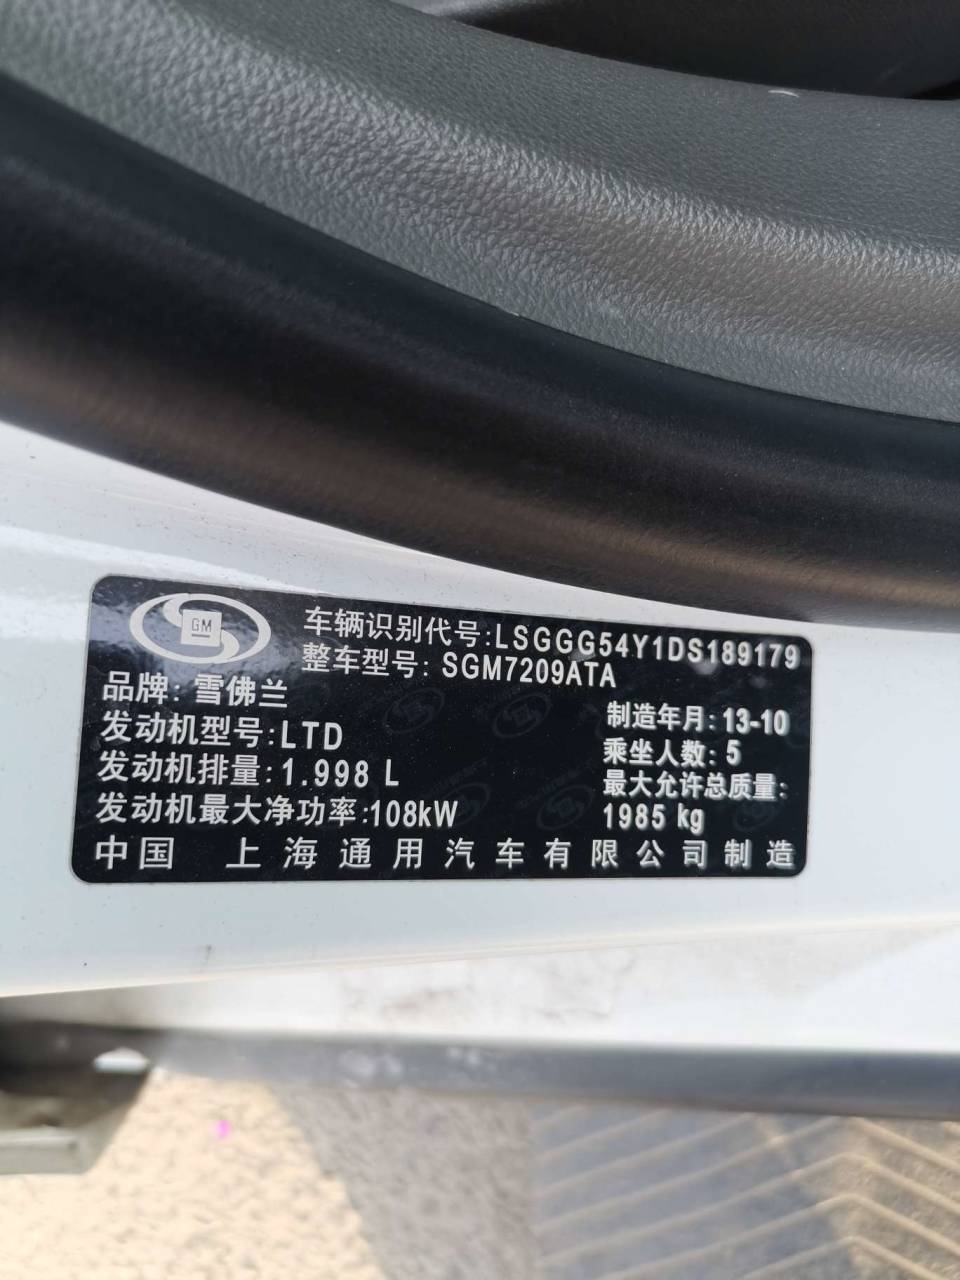 GM
车辆识别代号:LSGGG54Y1DS189179
整车型号: SGM7209ATA
品牌: 雪佛兰
发动机型号:LTD
制造年月: 13-10
发动机排量: 1.998 L
乘坐人数: 5
发动机最大净功率:108kW
最大允许总质量:
1985 kg
中国 上海通用汽车有限公司制造